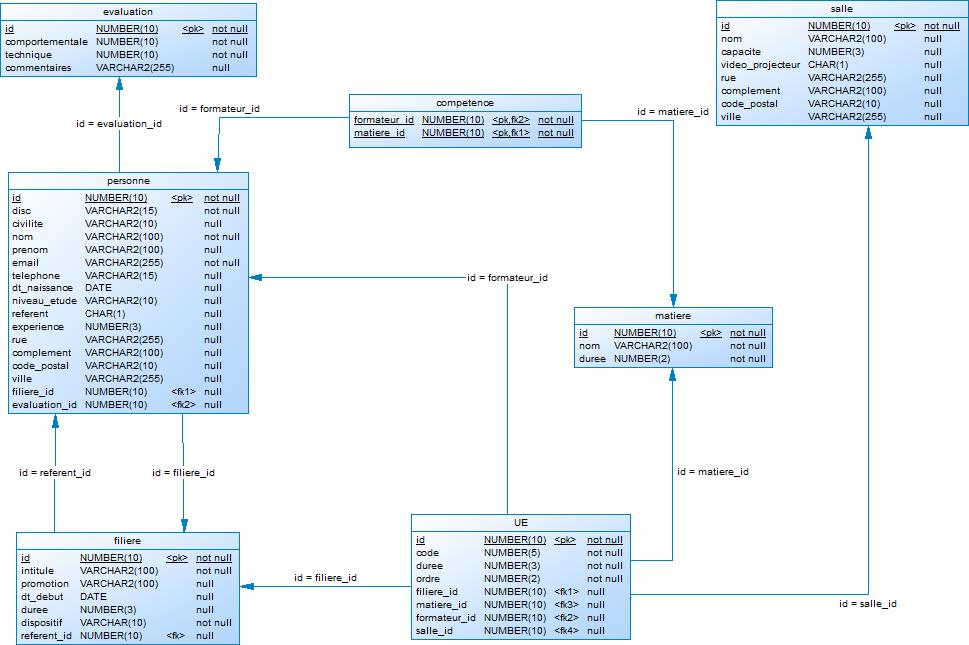 evaluation
id NUMBER(10) <pk> not null
comportementale NUMBER(10) not null
technique NUMBER(10) not null
commentaires VARCHAR2(255) null
salle
id NUMBER(10) <pk> not null
nom VARCHAR2(100) null
capacite NUMBER(3) null
video_projecteur CHAR(1) null
rue VARCHAR2(255) null
complement VARCHAR2(100) null
code_postal VARCHAR2(10) null
ville VARCHAR2(255) null
id = evaluation_id
id = formateur_id
competence
formateur_id NUMBER(10) <pk,fk2> not null
matiere_id NUMBER(10) <pk,fk1> not null
id = matiere_id
personne
id NUMBER(10) <pk> not null
disc VARCHAR2(15) not null
civilite VARCHAR2(10) null
nom VARCHAR2(100) not null
prenom VARCHAR2(100) null
email VARCHAR2(255) not null
telephone VARCHAR2(15) null
dt_naissance DATE null
niveau_etude VARCHAR2(10) null
referent CHAR(1) null
experience NUMBER(3) null
rue VARCHAR2(255) null
complement VARCHAR2(100) null
code_postal VARCHAR2(10) null
ville VARCHAR2(255) null
filiere_id NUMBER(10) <fk1> null
evaluation_id NUMBER(10) <fk2> null
id = formateur_id
matiere
id NUMBER(10) <pk> not null
nom VARCHAR2(100) not null
duree NUMBER(2) not null
id = referent_id
id = filiere_id
id = matiere_id
filiere
id NUMBER(10) <pk> not null
intitule VARCHAR2(100) not null
promotion VARCHAR2(100) null
dt_debut DATE null
duree NUMBER(3) null
dispositif VARCHAR(10) not null
referent_id NUMBER(10) <fk> null
id = filiere_id
UE
id NUMBER(10) <pk> not null
code NUMBER(5) not null
duree NUMBER(3) not null
ordre NUMBER(2) not null
filiere_id NUMBER(10) <fk1> null
matiere_id NUMBER(10) <fk3> null
formateur_id NUMBER(10) <fk2> null
salle_id NUMBER(10) <fk4> null
id = salle_id